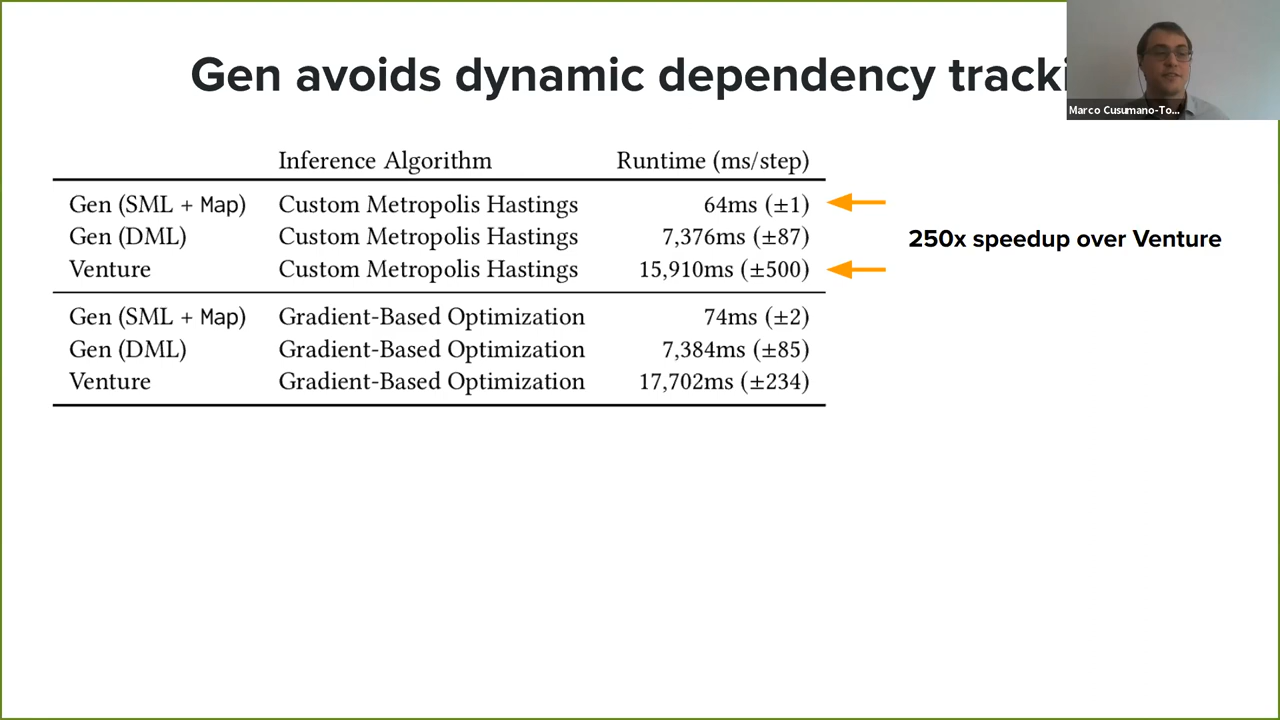 Gen avoids dynamic dependency tracki
Marco Cusumano-To...
Inference Algorithm Runtime (ms/step)
Gen (SML + Map) Custom Metropolis Hastings 64ms (±1)
Gen (DML) Custom Metropolis Hastings 7,376ms (±87)
250x speedup over Venture
Venture Custom Metropolis Hastings 15,910ms (±500)
Gen (SML + Map) Gradient-Based Optimization 74ms (±2)
Gen (DML) Gradient-Based Optimization 7,384ms (±85)
Venture Gradient-Based Optimization 17,702ms (±234)